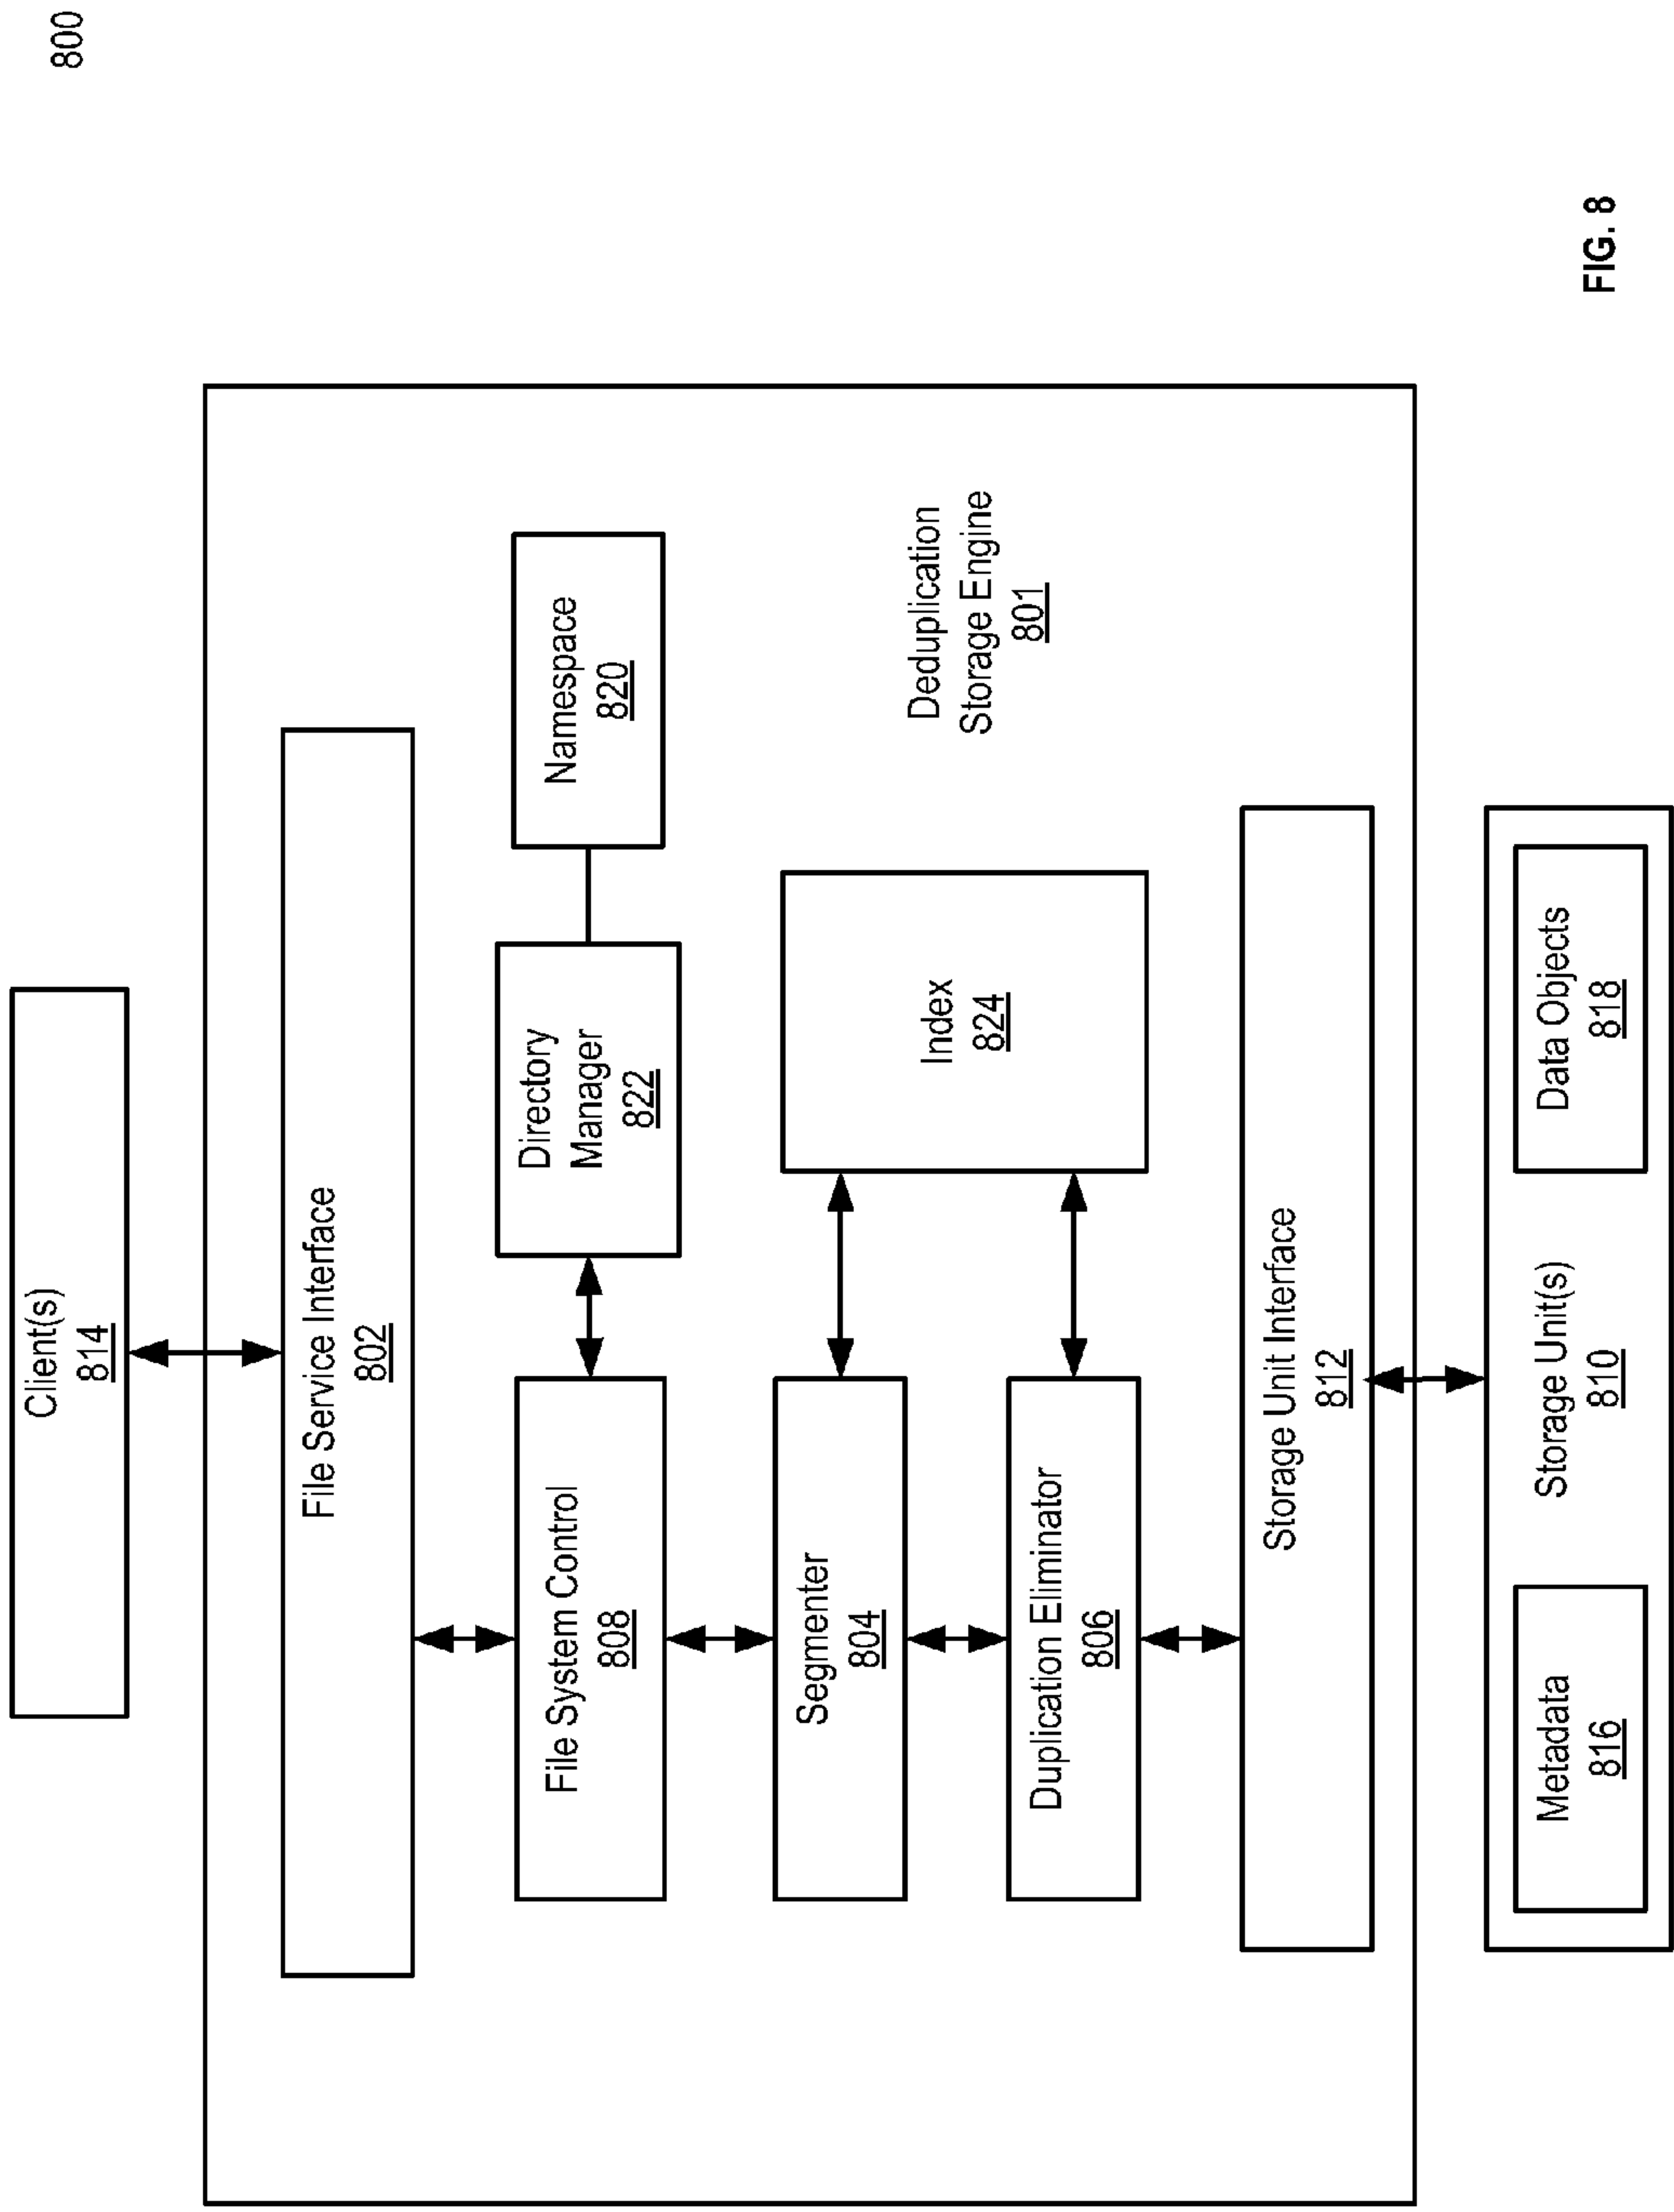 800
Client(s)
814
File Service Interface
802
File System Control
808
Directory
Manager
822
Namespace
820
Segmenter
804
Index
824
Duplication Eliminator
806
Deduplication
Storage Engine
801
Storage Unit Interface
812
Metadata
816
Storage Unit(s)
810
Data Objects
818
FIG. 8